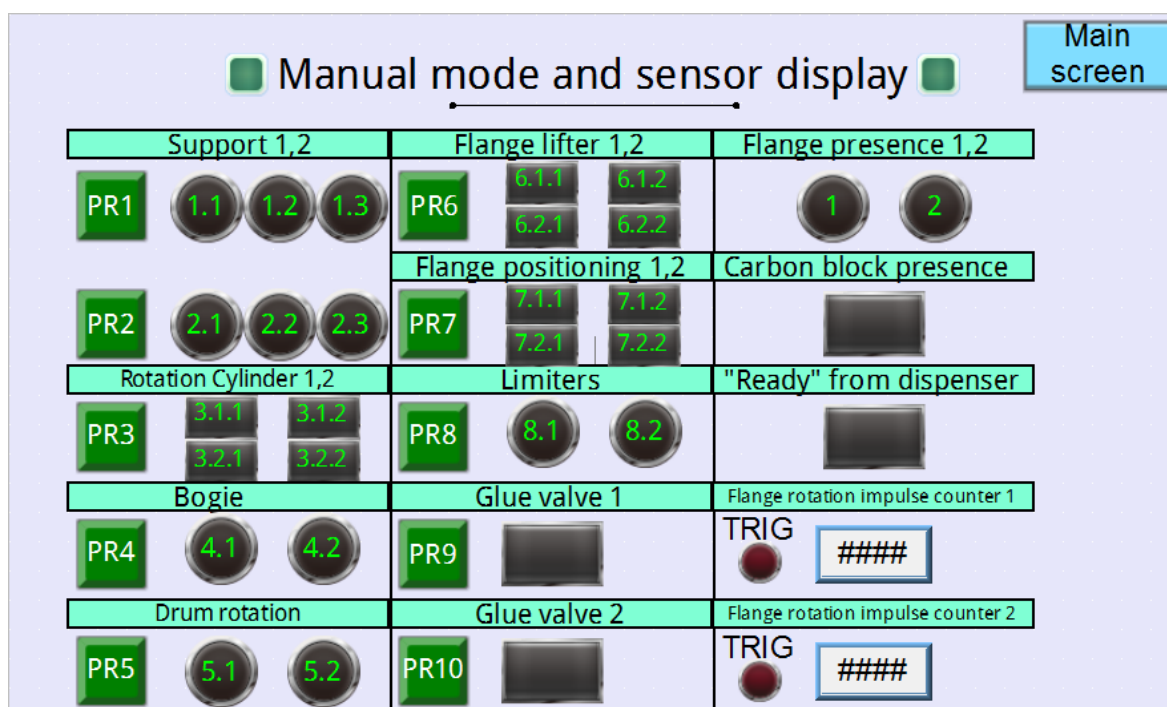 Main
screen
Manual mode and sensor display
Support 1,2
PR1 1.1 1.2 1.3
PR2 2.1 2.2 2.3
Rotation Cylinder 1,2
PR3 3.1.1 3.1.2
3.2.1 3.2.2
Bogie
PR4 4.1 4.2
Drum rotation
PR5 5.1 5.2
Flange lifter 1,2
PR6 6.1.1 6.1.2
6.2.1 6.2.2
Flange positioning 1,2
PR7 7.1.1 7.1.2
7.2.1 7.2.2
Limiters
PR8 8.1 8.2
Glue valve 1
PR9
Glue valve 2
PR10
Flange presence 1,2
1 2
Carbon block presence
"Ready" from dispenser
Flange rotation impulse counter 1
TRIG ####
Flange rotation impulse counter 2
TRIG ####